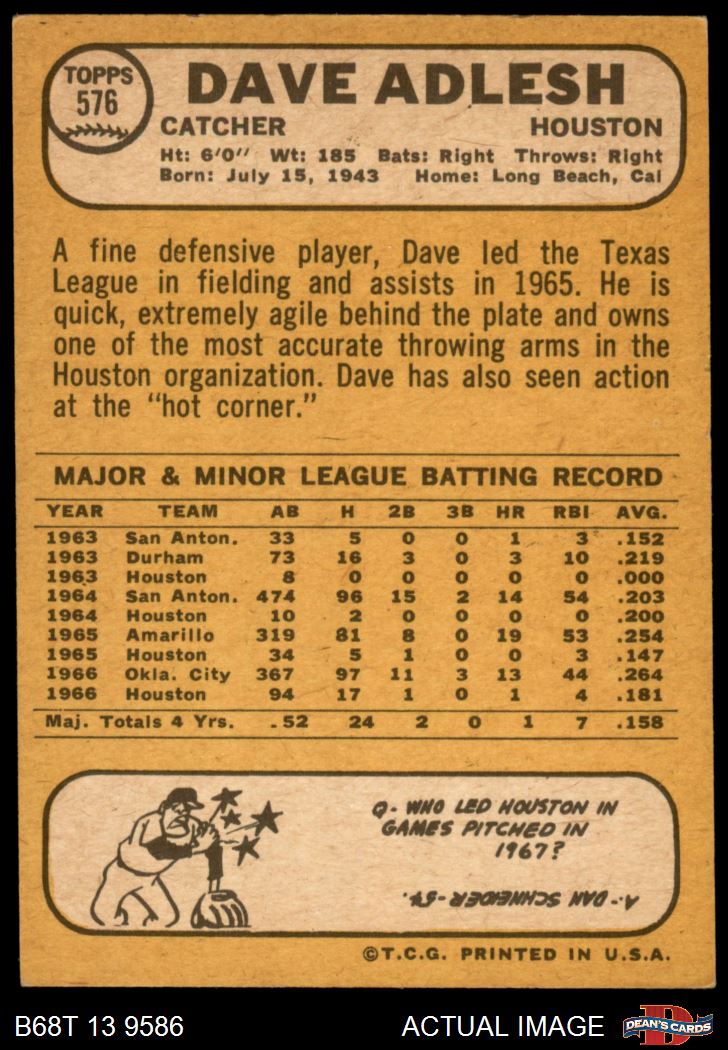 TOPPS
576
DAVE ADLESH
CATCHER HOUSTON
Ht: 6'0" Wt: 185 Bats: Right Throws: Right
Born: July 15, 1943 Home: Long Beach, Cal
A fine defensive player, Dave led the Texas
League in fielding and assists in 1965. He is
quick, extremely agile behind the plate and owns
one of the most accurate throwing arms in the
Houston organization. Dave has also seen action
at the "hot corner."
MAJOR & MINOR LEAGUE BATTING RECORD
YEAR TEAM AB H 2B 3B HR RBI AVG.
1963 San Anton. 33 5 0 0 1 3 .152
1963 Durham 73 16 3 0 3 10 .219
1963 Houston 8 0 0 0 0 0 .000
1964 San Anton. 474 96 15 2 14 54 .203
1964 Houston 10 2 0 0 0 0 .200
1965 Amarillo 319 81 8 0 19 53 .254
1965 Houston 34 5 1 0 0 3 .147
1966 Okla. City 367 97 11 3 13 44 .264
1966 Houston 94 17 1 0 1 4 .181
Maj. Totals 4 Yrs. .52 24 2 0 1 7 .158
Q- WHO LED HOUSTON IN
GAMES PITCHED IN
1967?
A- DAN SCHNEIDER-54.
©T.C.G. PRINTED IN U.S.A.
B68T 13 9586 ACTUAL IMAGE
D
DEAN'S CARDS